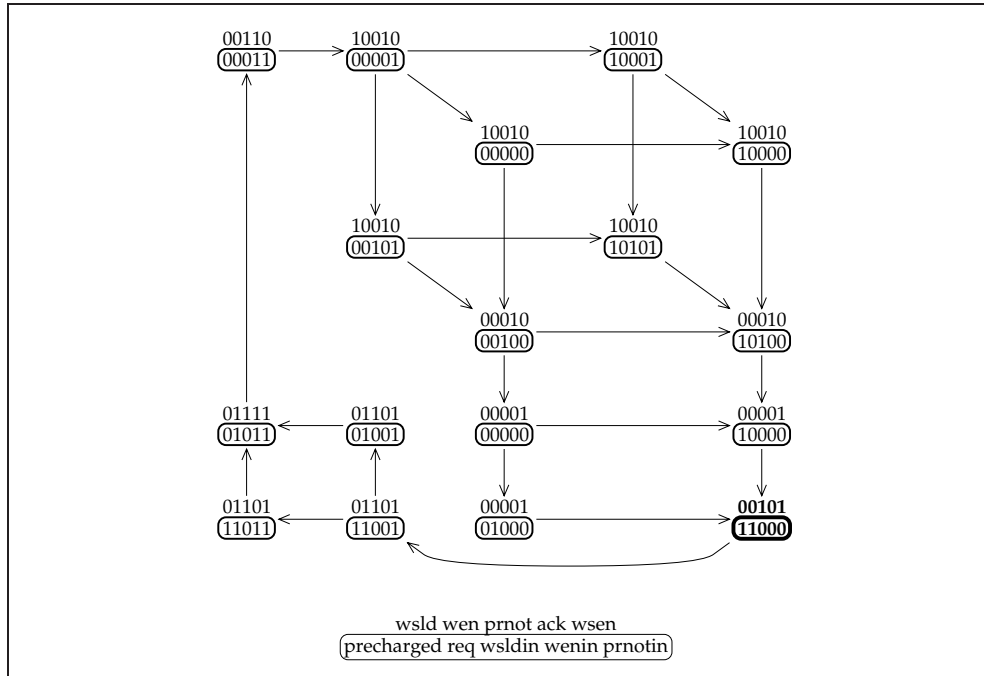 00110 10010 10010
00011 00001 10001
10010 10010
00000 10000
10010 10010
00101 10101
00010 00010
00100 10100
01111 01101 00001 00001
01011 01001 00000 10000
01101 01101 00001 00101
11011 11001 01000 11000
wsld wen prnot ack wsen
precharged req wsldin wenin prnotin